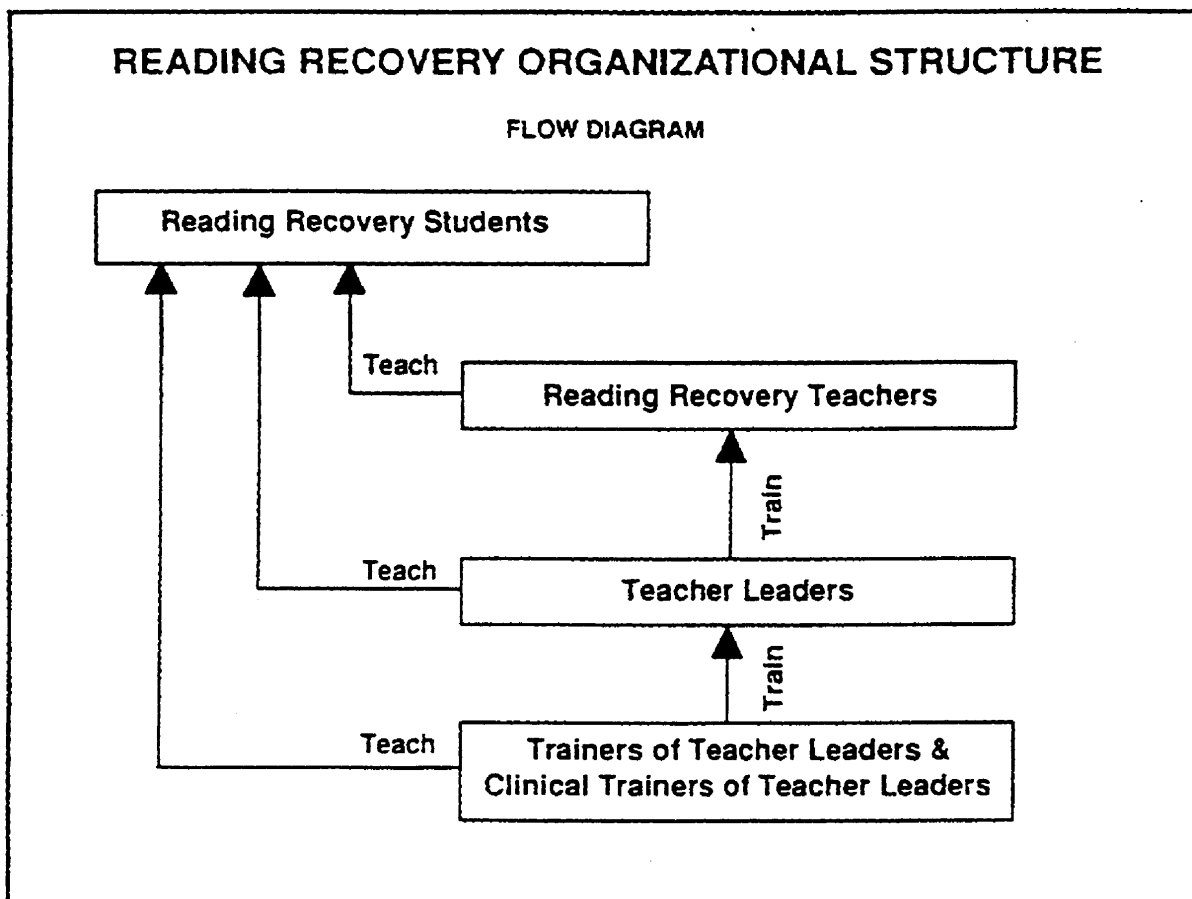 READING RECOVERY ORGANIZATIONAL STRUCTURE
FLOW DIAGRAM
Reading Recovery Students
Teach
Reading Recovery Teachers
Train
Teach
Teacher Leaders
Train
Teach
Trainers of Teacher Leaders &
Clinical Trainers of Teacher Leaders